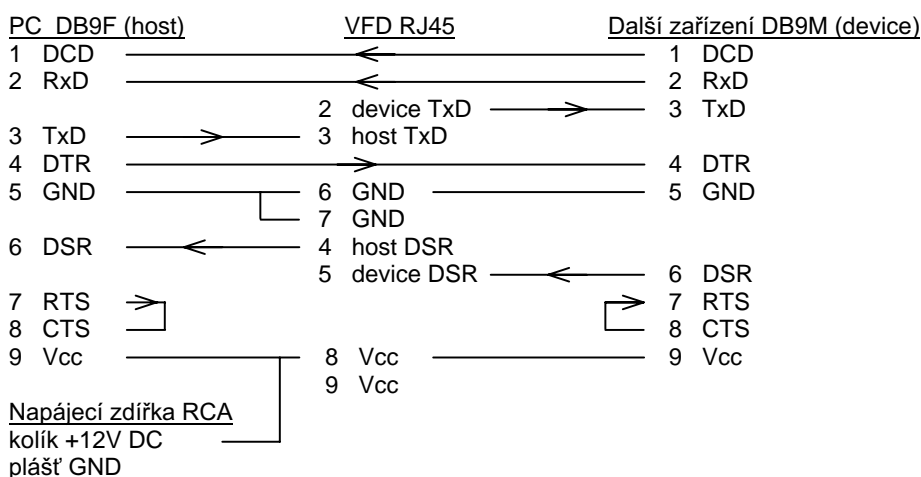 PC DB9F (host) VFD RJ45 Další zařízení DB9M (device)
1 DCD 1 DCD
2 RxD 2 RxD
2 device TxD 3 TxD
3 TxD 3 host TxD
4 DTR 4 DTR
5 GND 6 GND 5 GND
7 GND
6 DSR 4 host DSR
5 device DSR 6 DSR
7 RTS 7 RTS
8 CTS 8 CTS
9 Vcc 8 Vcc 9 Vcc
9 Vcc
Napájecí zdířka RCA
kolík +12V DC
plášť GND